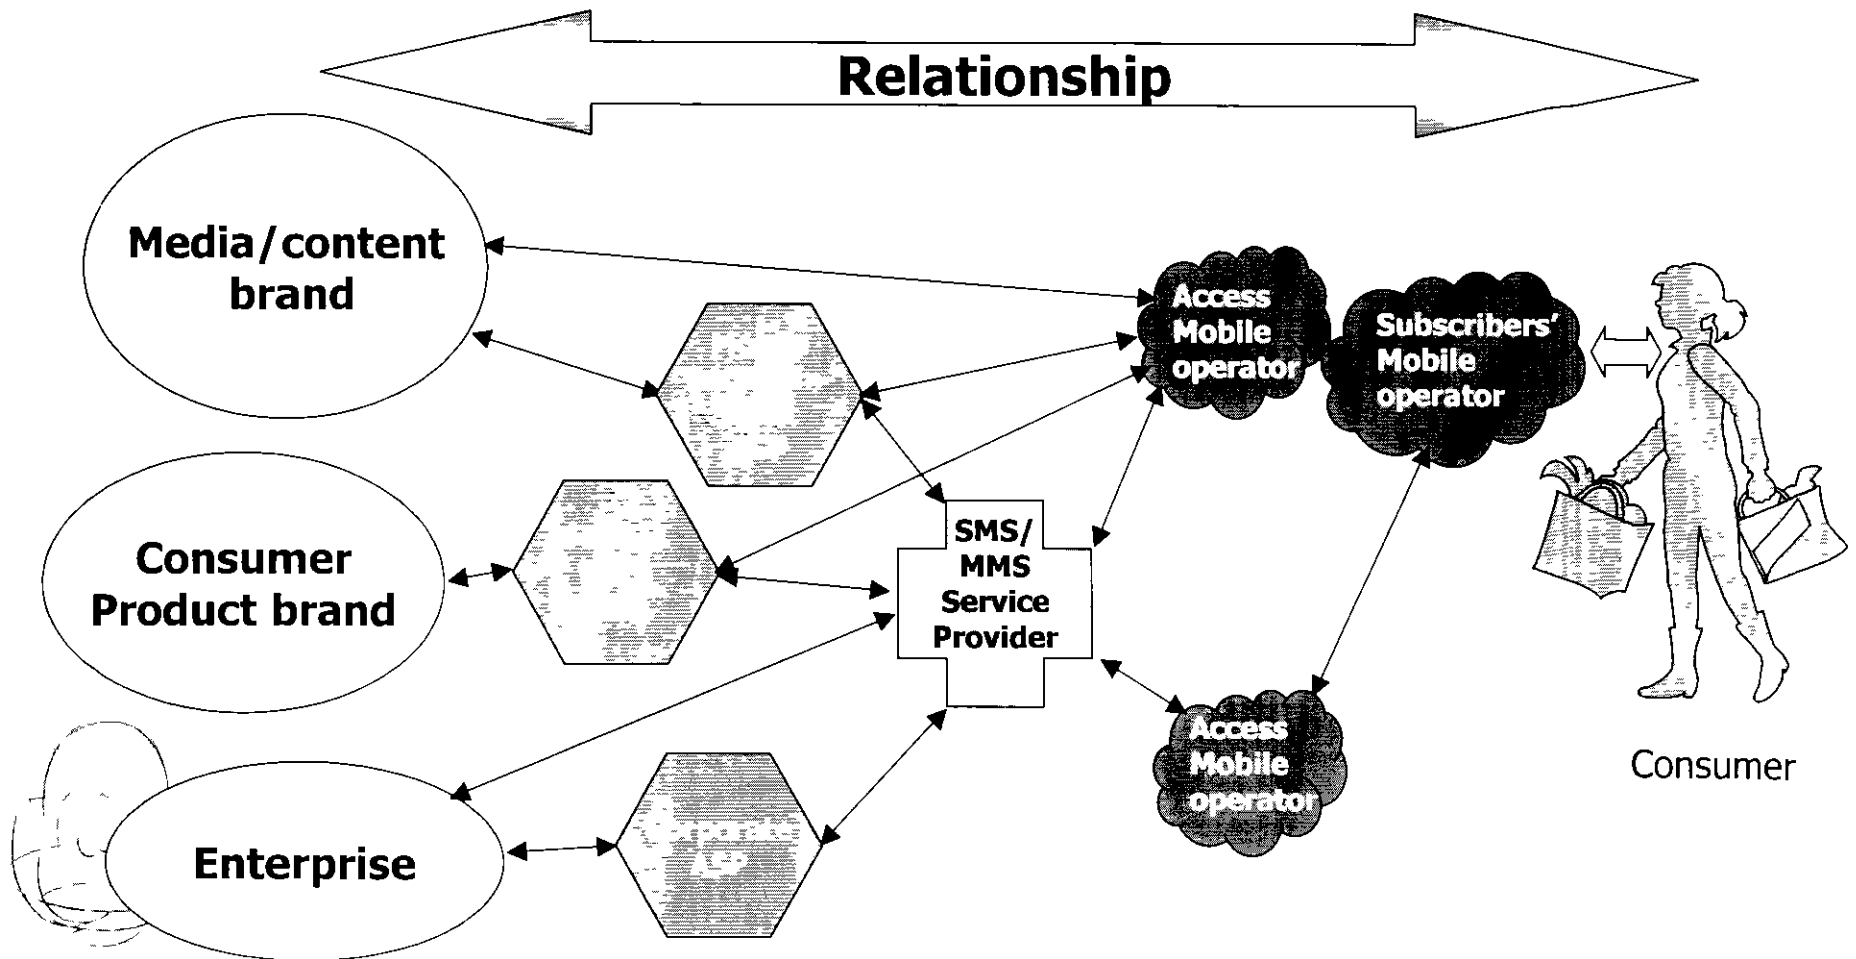 Relationship
Media/content
brand
Access
Mobile
operator
Subscribers'
Mobile
operator
Consumer
Product brand
SMS/
MMS
Service
Provider
Access
Mobile
operator
Consumer
Enterprise